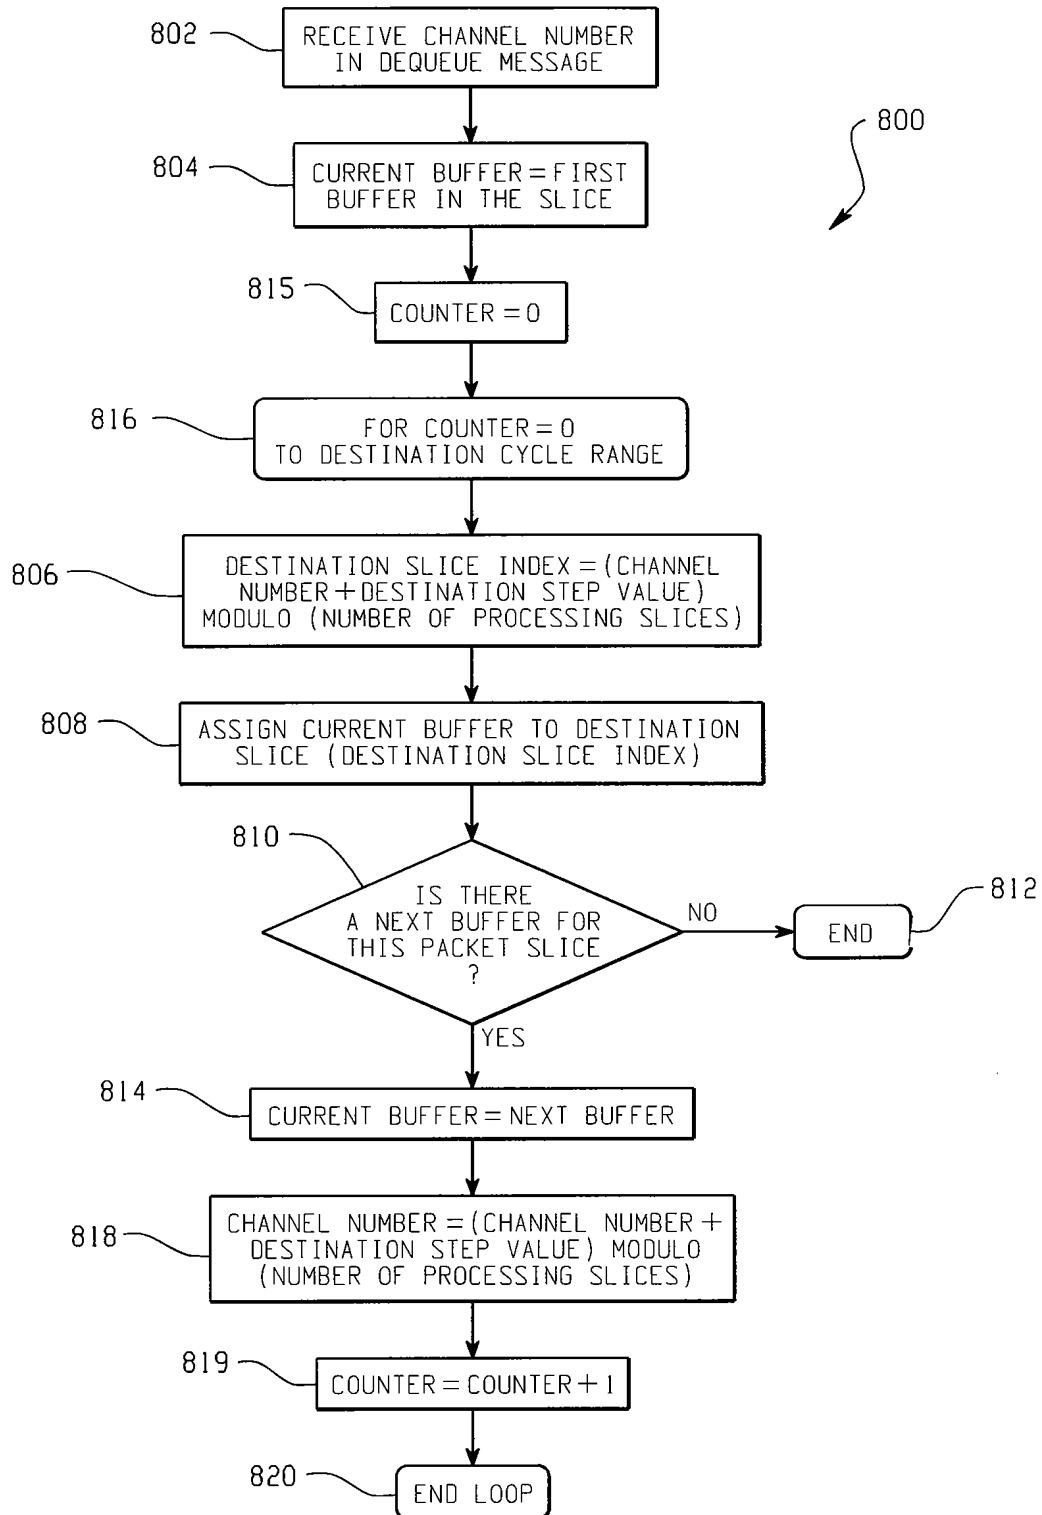 802
RECEIVE CHANNEL NUMBER
IN DEQUEUE MESSAGE
800
804
CURRENT BUFFER = FIRST
BUFFER IN THE SLICE
815
COUNTER = 0
816
FOR COUNTER = 0
TO DESTINATION CYCLE RANGE
806
DESTINATION SLICE INDEX = (CHANNEL
NUMBER + DESTINATION STEP VALUE)
MODULO (NUMBER OF PROCESSING SLICES)
808
ASSIGN CURRENT BUFFER TO DESTINATION
SLICE (DESTINATION SLICE INDEX)
810
IS THERE
A NEXT BUFFER FOR
THIS PACKET SLICE
?
NO
END
812
YES
814
CURRENT BUFFER = NEXT BUFFER
818
CHANNEL NUMBER = (CHANNEL NUMBER +
DESTINATION STEP VALUE) MODULO
(NUMBER OF PROCESSING SLICES)
819
COUNTER = COUNTER + 1
820
END LOOP